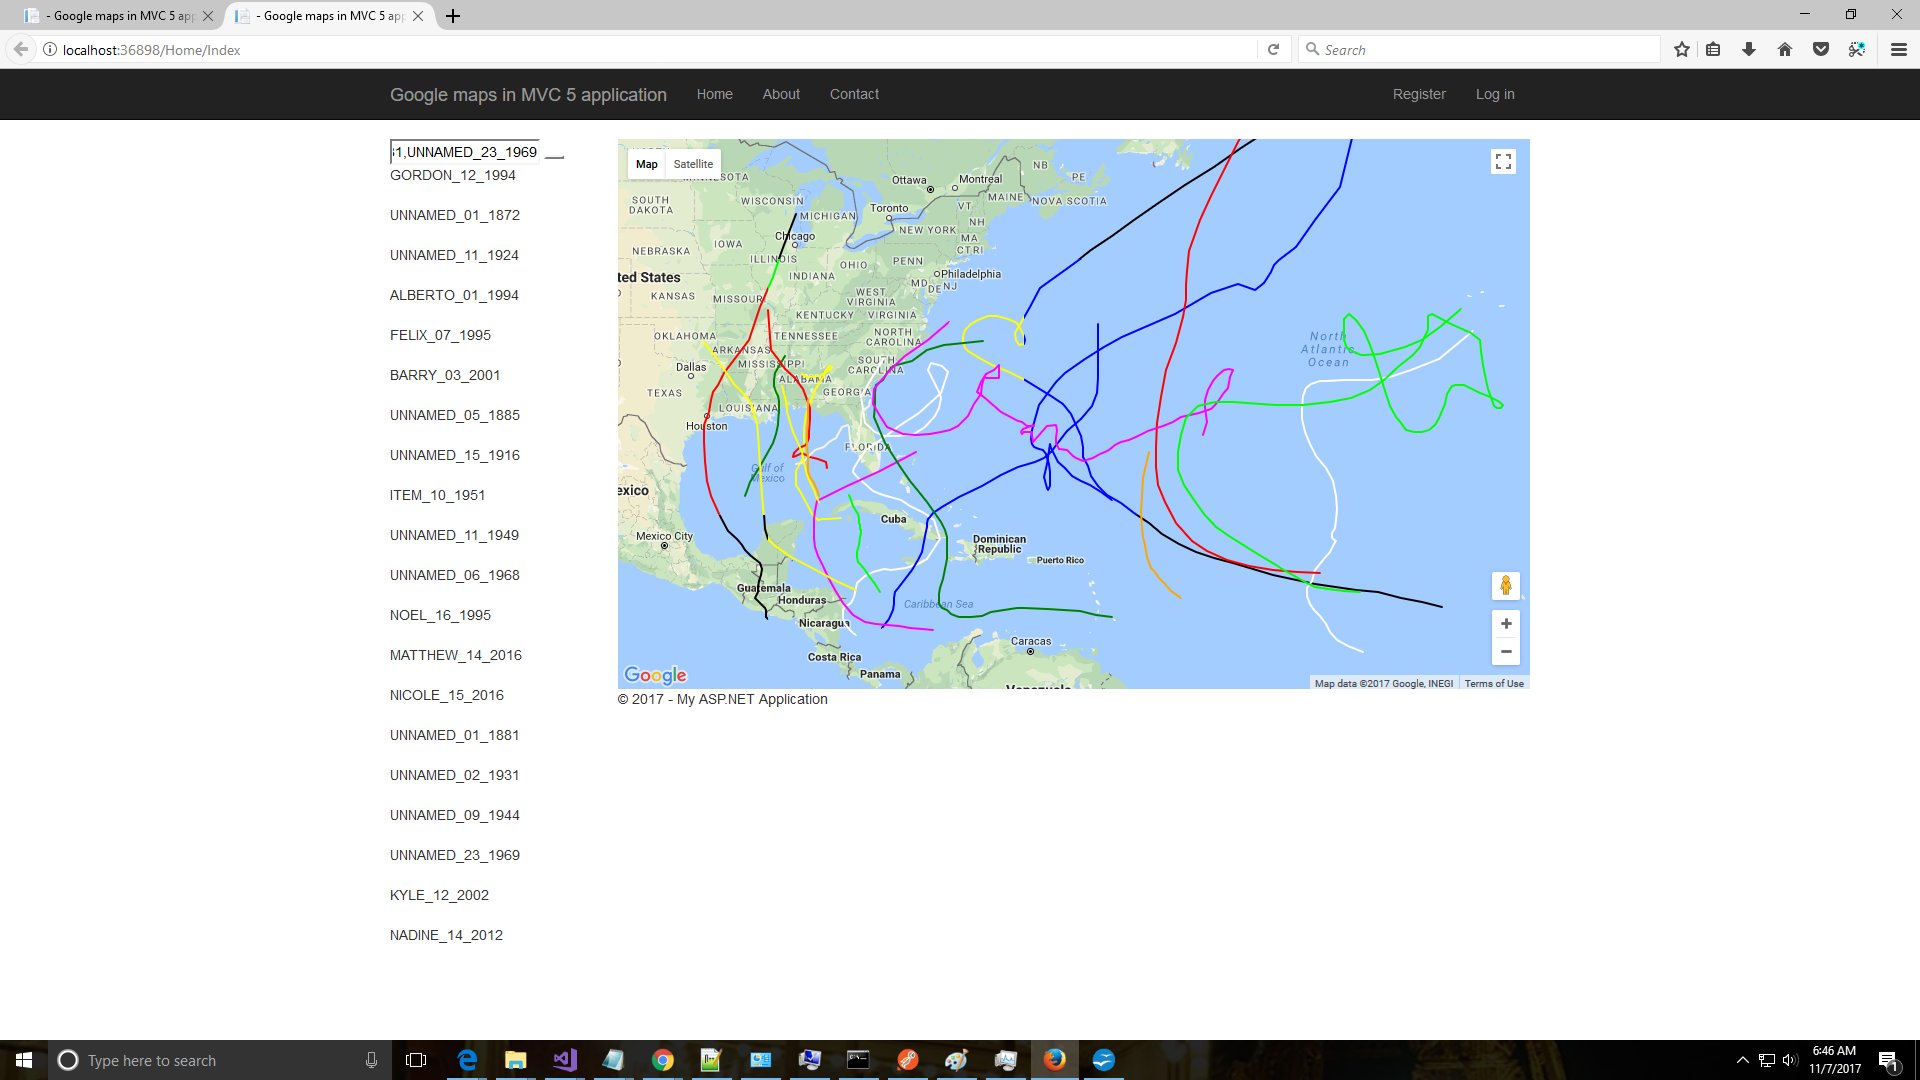 - Google maps in MVC 5 app
- Google maps in MVC 5 app
localhost:36898/Home/Index
Search
Google maps in MVC 5 application
Home
About
Contact
Register
Log in
UNNAMED_23_1969
GORDON_12_1994
UNNAMED_01_1872
UNNAMED_11_1924
ALBERTO_01_1994
FELIX_07_1995
BARRY_03_2001
UNNAMED_05_1885
UNNAMED_15_1916
ITEM_10_1951
UNNAMED_11_1949
UNNAMED_06_1968
NOEL_16_1995
MATTHEW_14_2016
NICOLE_15_2016
UNNAMED_01_1881
UNNAMED_02_1931
UNNAMED_09_1944
UNNAMED_23_1969
KYLE_12_2002
NADINE_14_2012
Map
Satellite
SOUTH
DAKOTA
WISCONSIN
MICHIGAN
Ottawa
Montreal
NB
PE
MAINE
NOVA SCOTIA
Toronto
VT
NH
NEW YORK
MA
CT RI
NEBRASKA
IOWA
Chicago
ILLINOIS
INDIANA
OHIO
PENN
Philadelphia
MD
DE NJ
ted States
KANSAS
MISSOURI
WEST
VIRGINIA
KENTUCKY
VIRGINIA
OKLAHOMA
TENNESSEE
NORTH
CAROLINA
ARKANSAS
MISSISSIPPI
SOUTH
CAROLINA
Dallas
ALABAMA
GEORGIA
TEXAS
LOUISIANA
Houston
FLORIDA
Gulf of
Mexico
exico
Mexico City
Cuba
Dominican
Republic
Puerto Rico
Guatemala
Honduras
Nicaragua
Caribbean Sea
Costa Rica
Panama
Caracas
Venezuela
North
Atlantic
Ocean
Google
Map data ©2017 Google, INEGI
Terms of Use
© 2017 - My ASP.NET Application
Type here to search
6:46 AM
11/7/2017
1